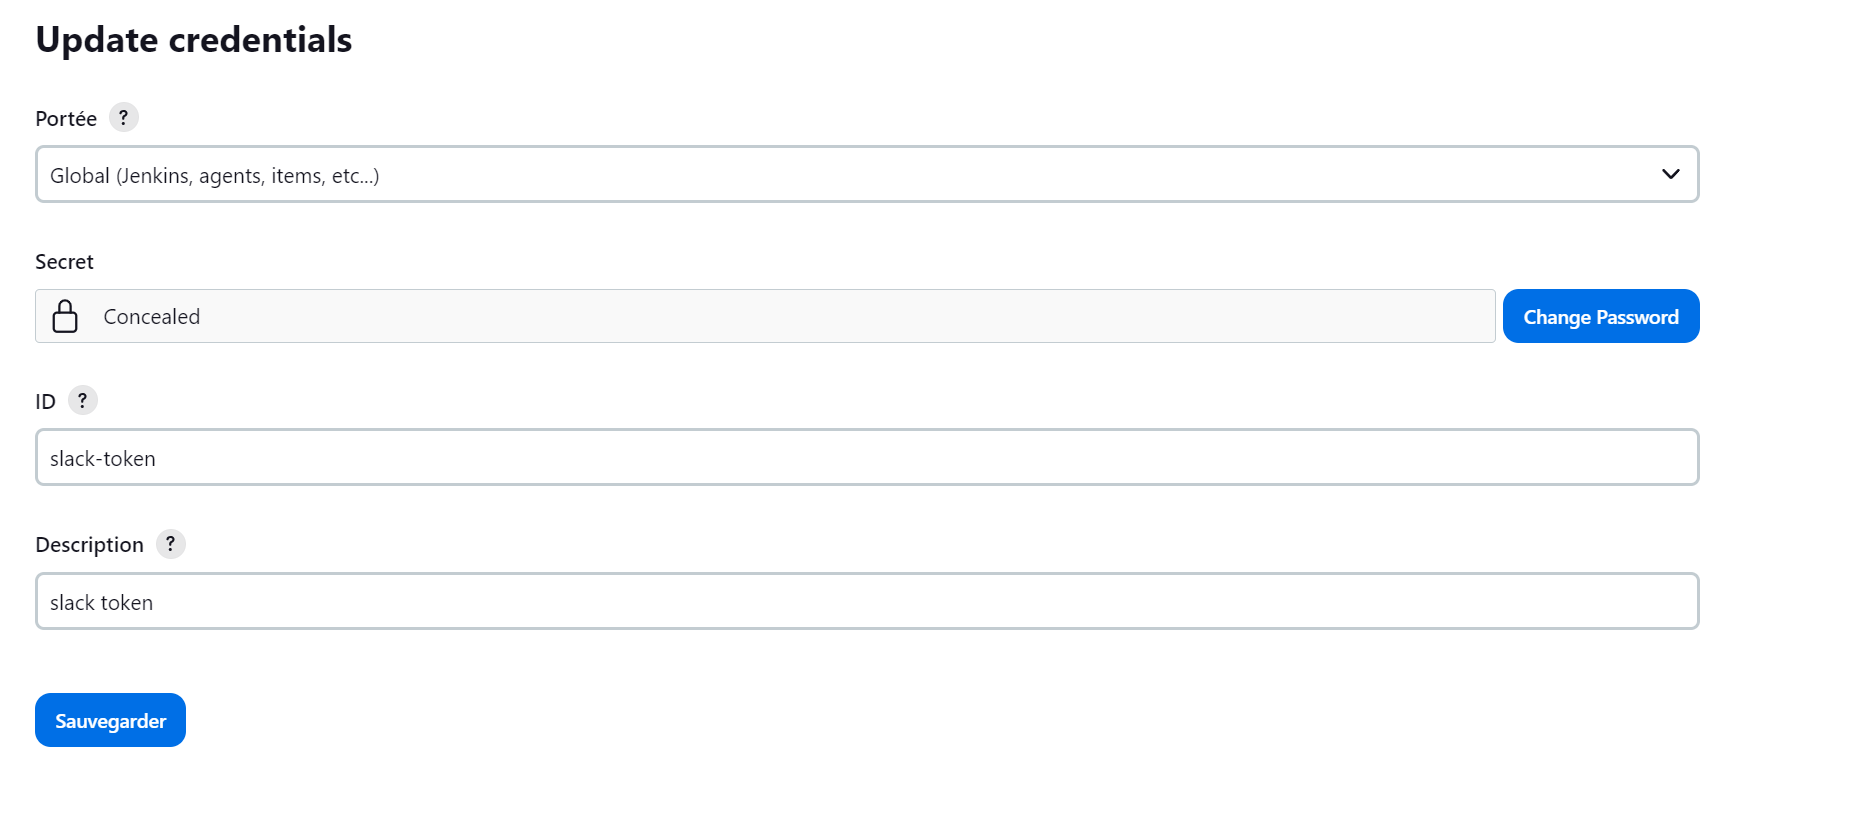 Update credentials
Portée ?
Global (Jenkins, agents, items, etc...)
Secret
Concealed
Change Password
ID ?
slack-token
Description ?
slack token
Sauvegarder